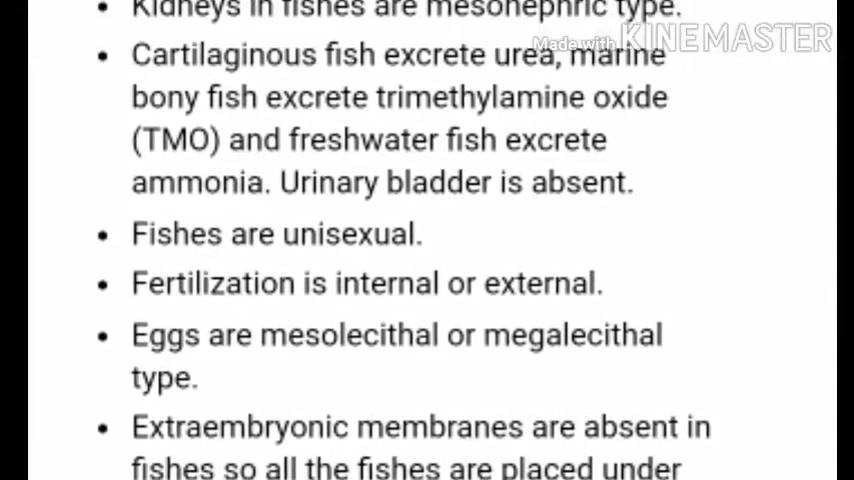 • Kidneys in fishes are mesonephric type.
Made with KINEMASTER
• Cartilaginous fish excrete urea, marine
bony fish excrete trimethylamine oxide
(TMO) and freshwater fish excrete
ammonia. Urinary bladder is absent.
• Fishes are unisexual.
• Fertilization is internal or external.
• Eggs are mesolecithal or megalecithal
type.
• Extraembryonic membranes are absent in
fishes so all the fishes are placed under